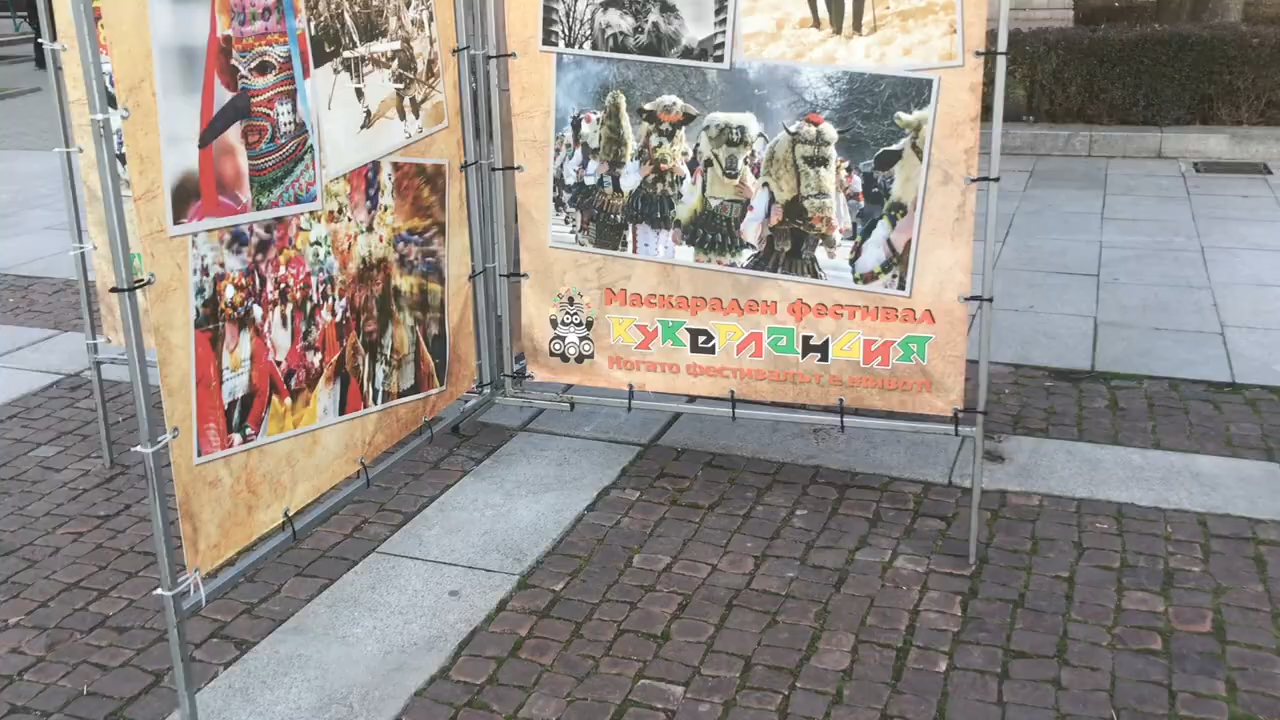 Маскараден фестивал
Кукерландия
Когато фестивалът е живот!